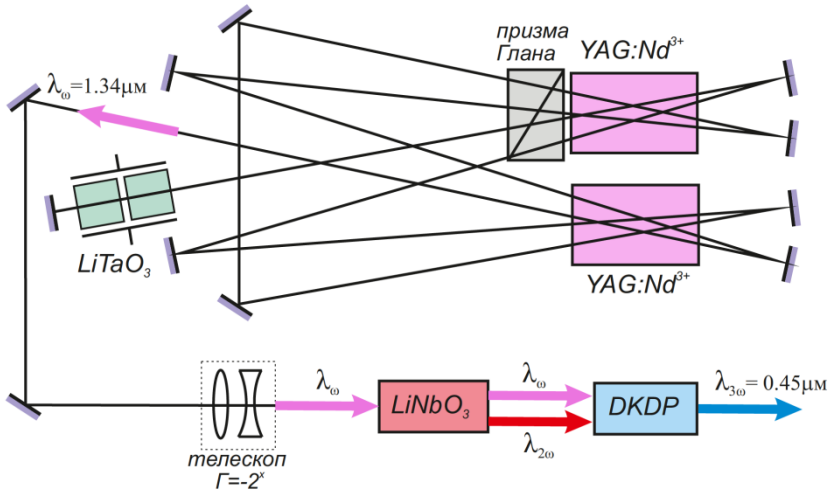 призма
Глана
YAG:Nd³⁺
λω=1.34μм
LiTaO₃
YAG:Nd³⁺
λω
LiNbO₃
λω
λ2ω
DKDP
λ3ω= 0.45μм
телескоп
Г=-2ˣ